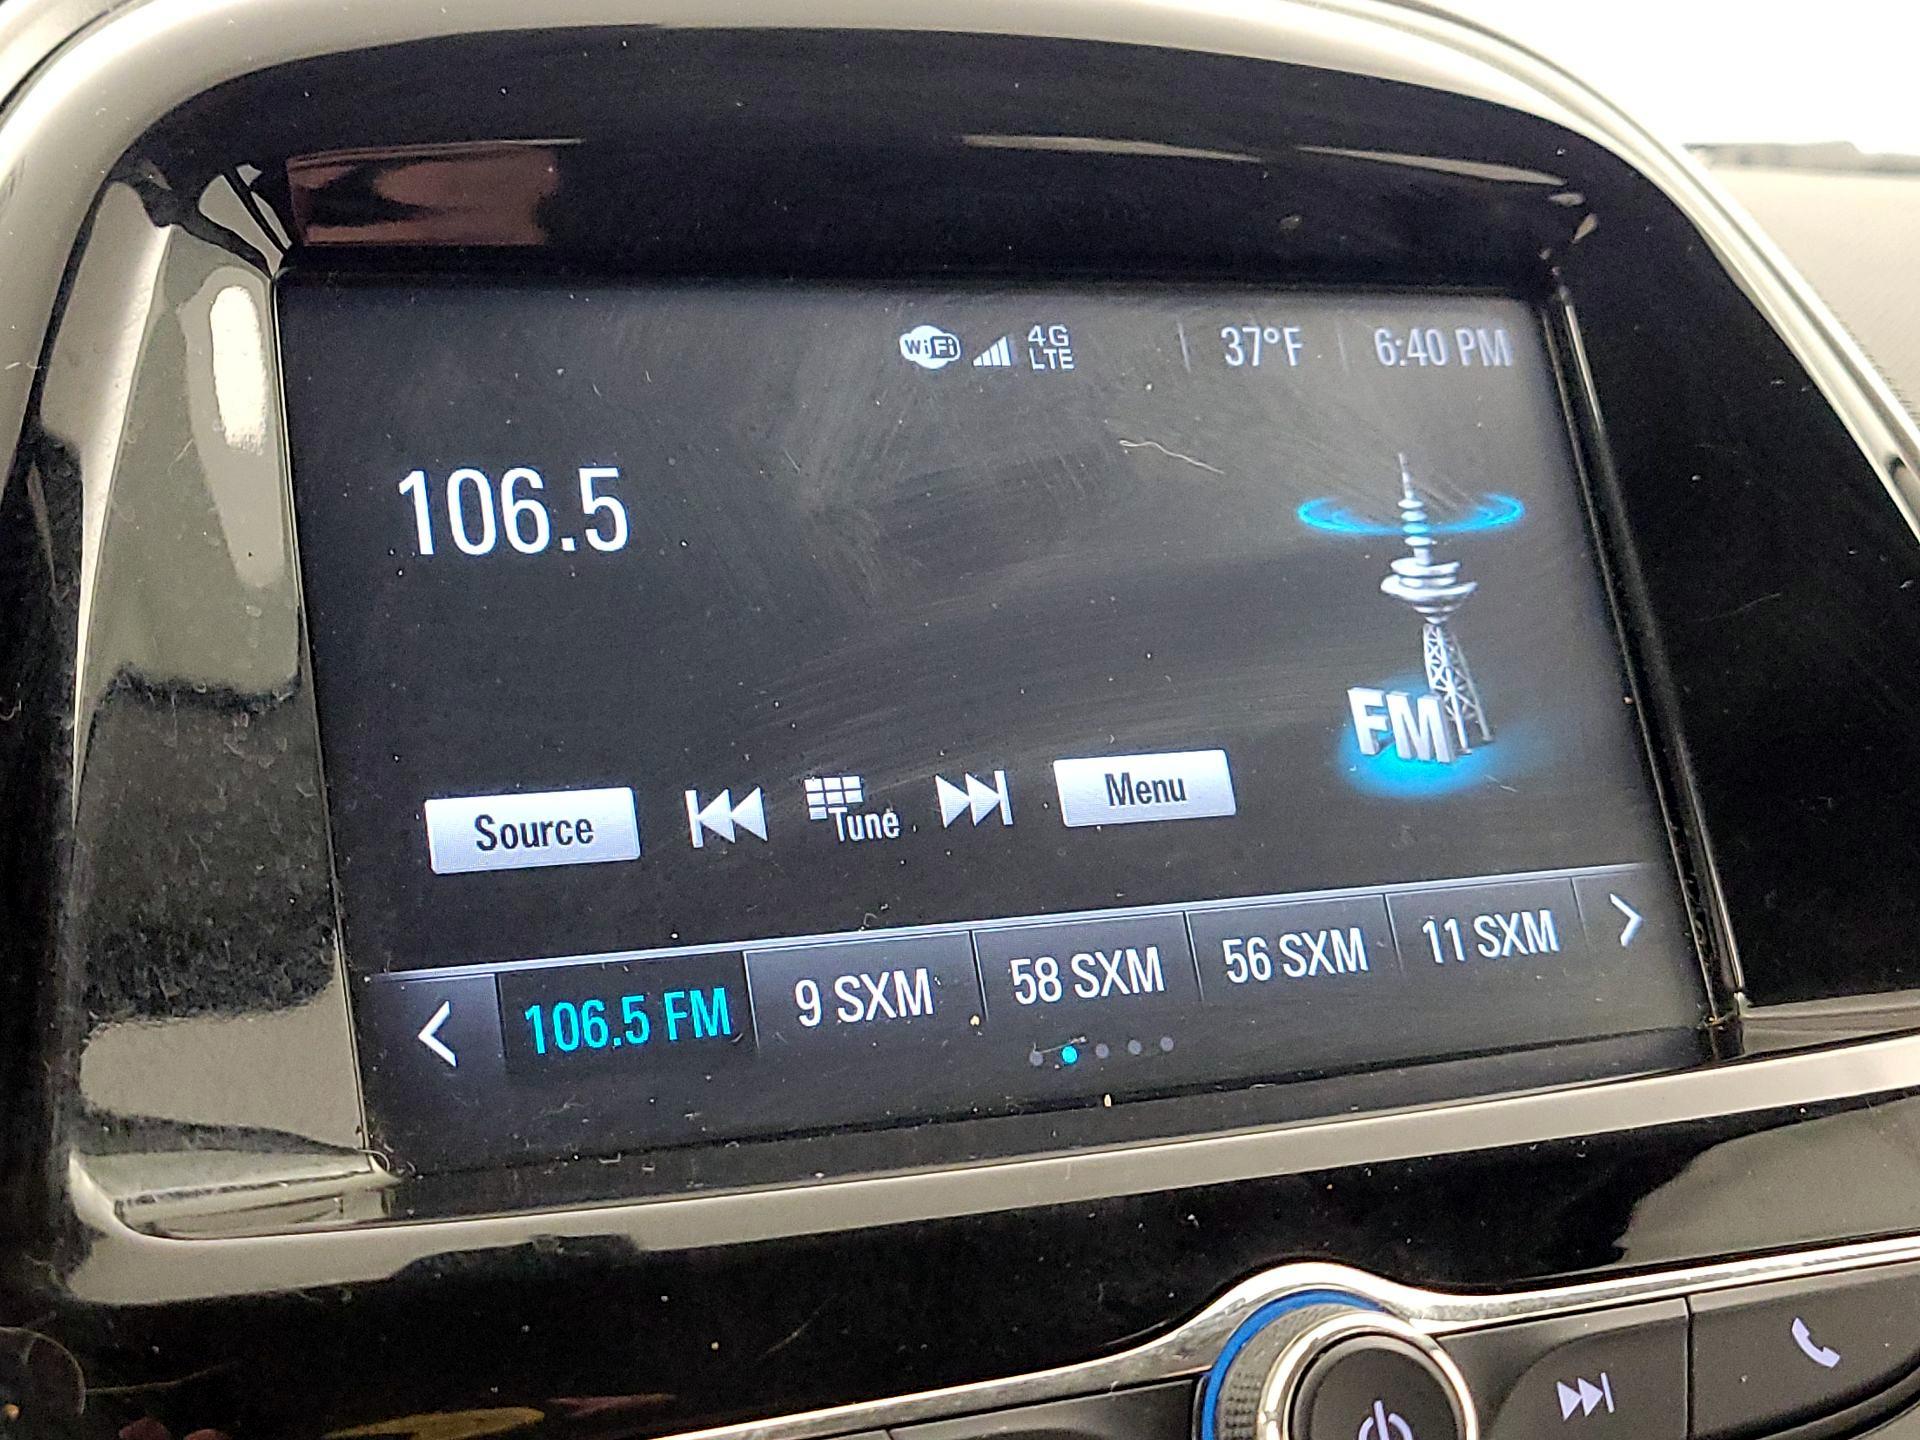 WiFi 4G LTE 37°F 6:40 PM
106.5
FM
Source Tune Menu
106.5 FM 9 SXM 58 SXM 56 SXM 11 SXM